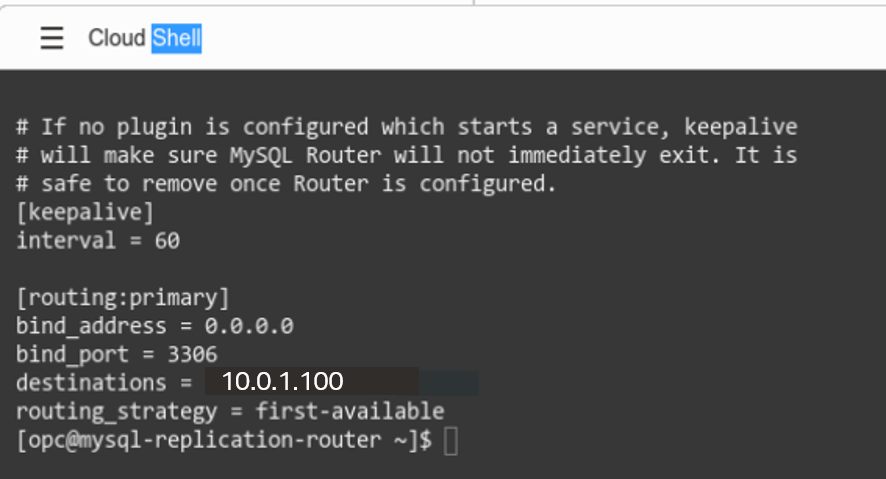 Cloud Shell
# If no plugin is configured which starts a service, keepalive
# will make sure MySQL Router will not immediately exit. It is
# safe to remove once Router is configured.
[keepalive]
interval = 60
[routing:primary]
bind_address = 0.0.0.0
bind_port = 3306
destinations = 10.0.1.100
routing_strategy = first-available
[opc@mysql-replication-router ~]$